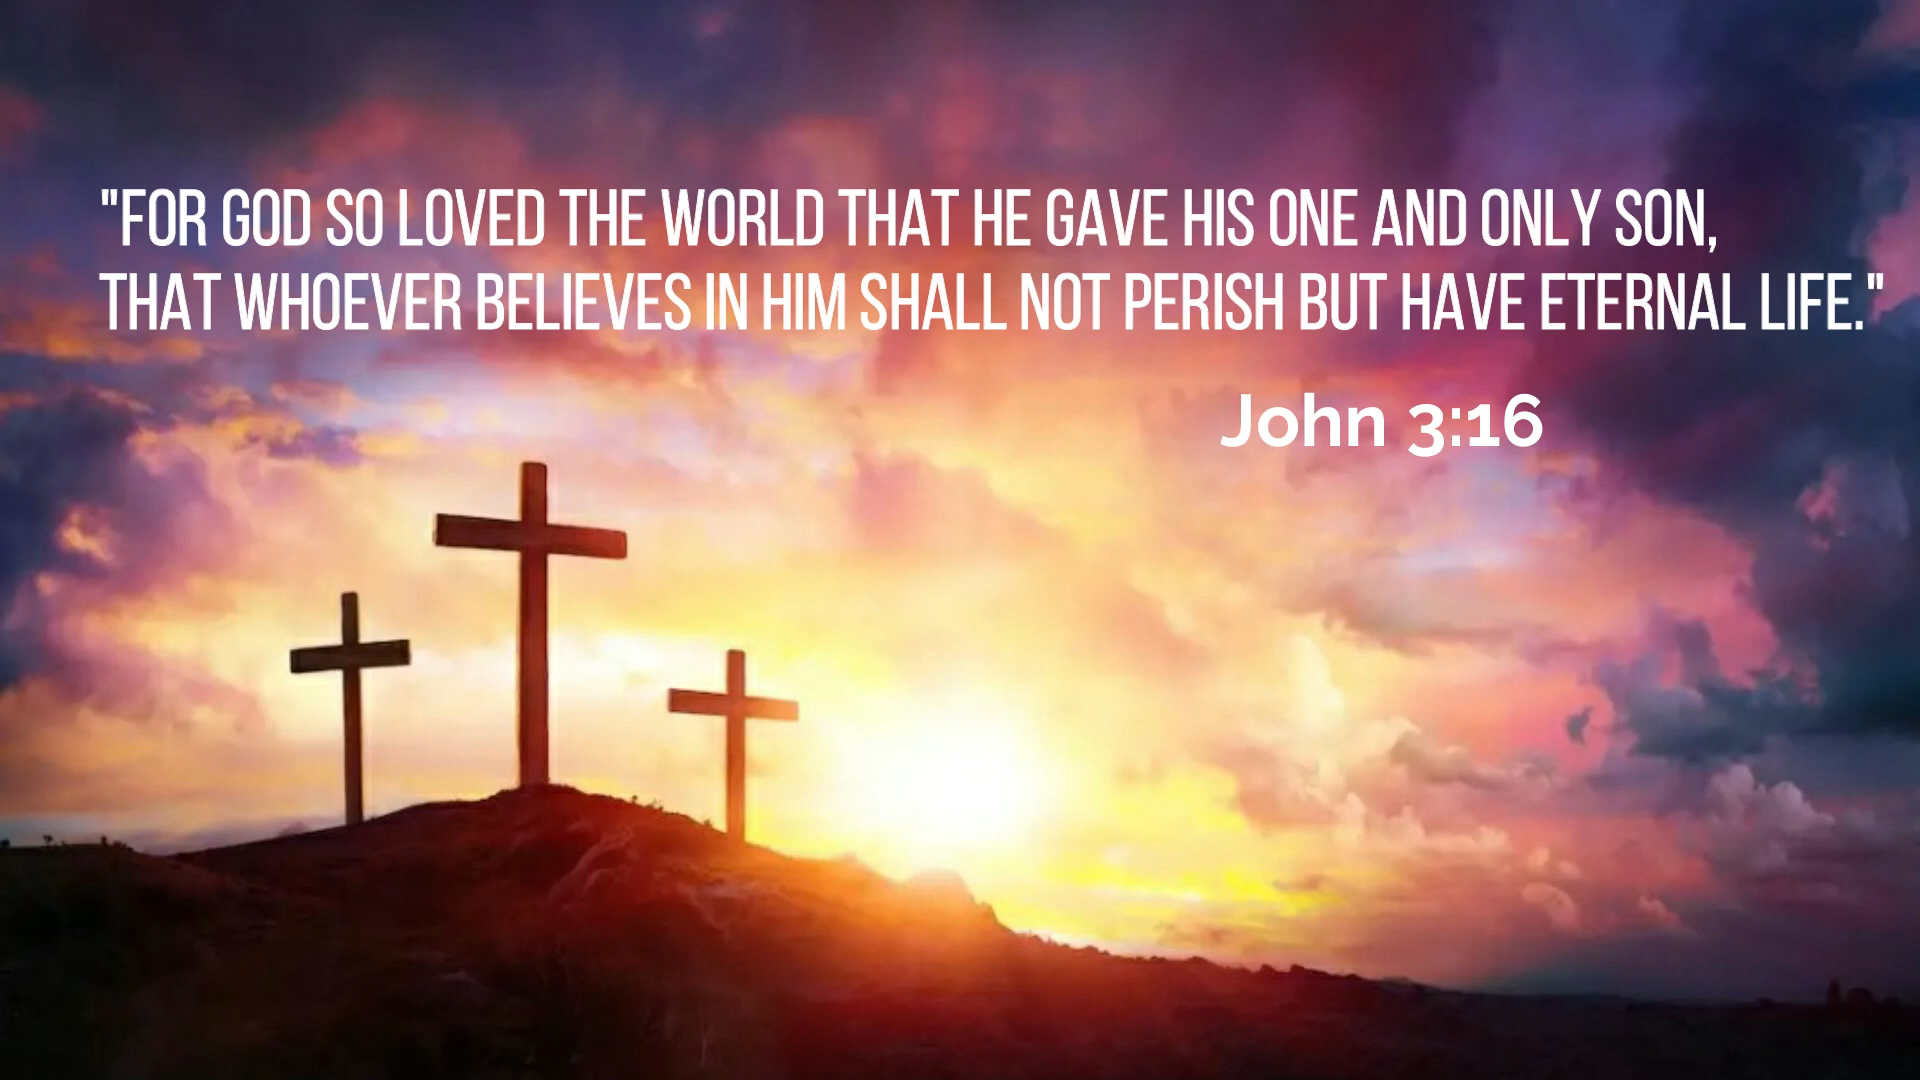 "FOR GOD SO LOVED THE WORLD THAT HE GAVE HIS ONE AND ONLY SON,
THAT WHOEVER BELIEVES IN HIM SHALL NOT PERISH BUT HAVE ETERNAL LIFE."
John 3:16